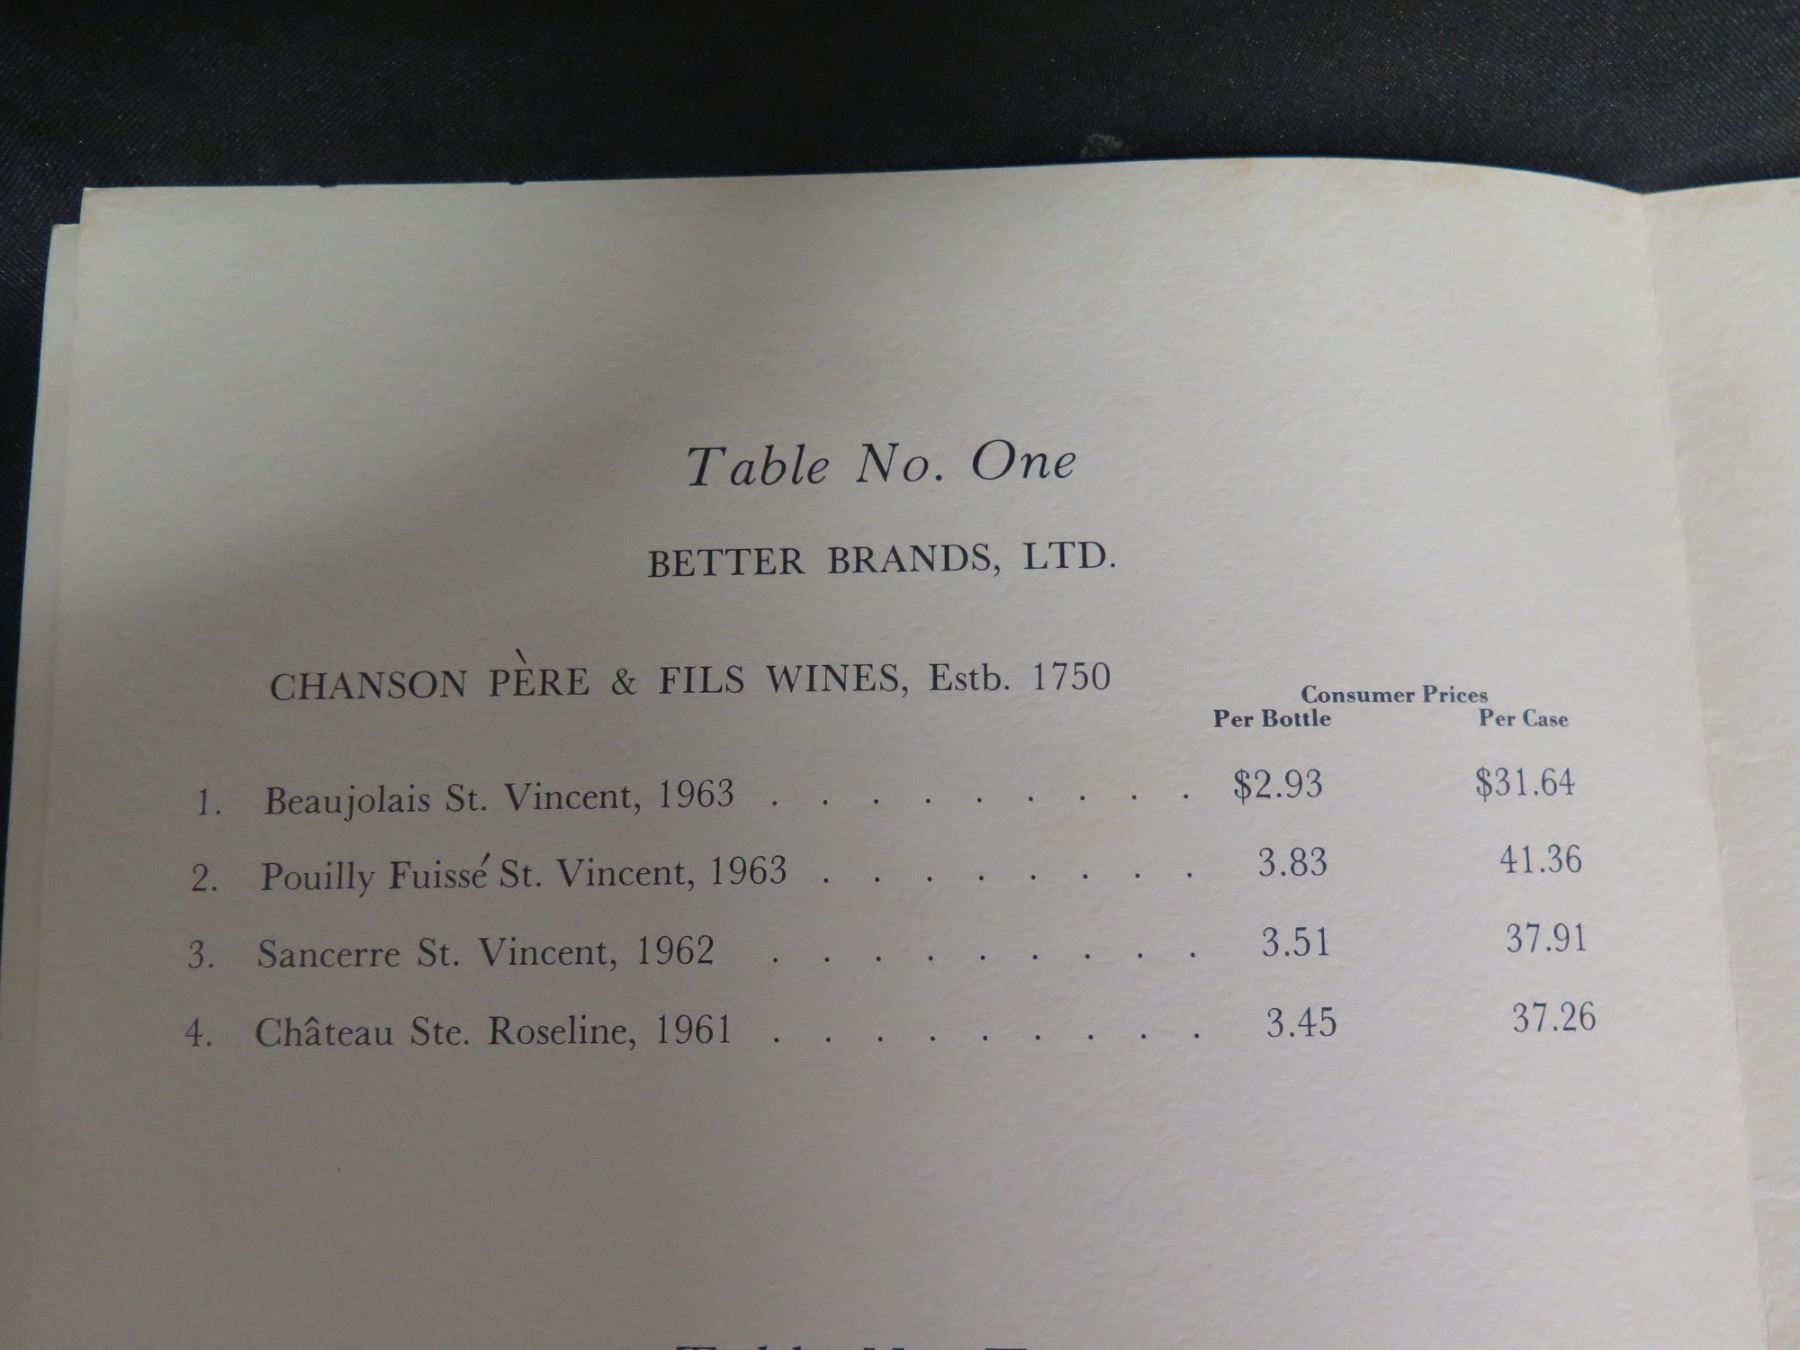 Table No. One
BETTER BRANDS, LTD.
CHANSON PÈRE & FILS WINES, Estb. 1750
Consumer Prices
Per Bottle Per Case
1. Beaujolais St. Vincent, 1963 . . . . . . . . . $2.93 $31.64
2. Pouilly Fuissé St. Vincent, 1963 . . . . . . . . 3.83 41.36
3. Sancerre St. Vincent, 1962 . . . . . . . . . 3.51 37.91
4. Château Ste. Roseline, 1961 . . . . . . . . . 3.45 37.26